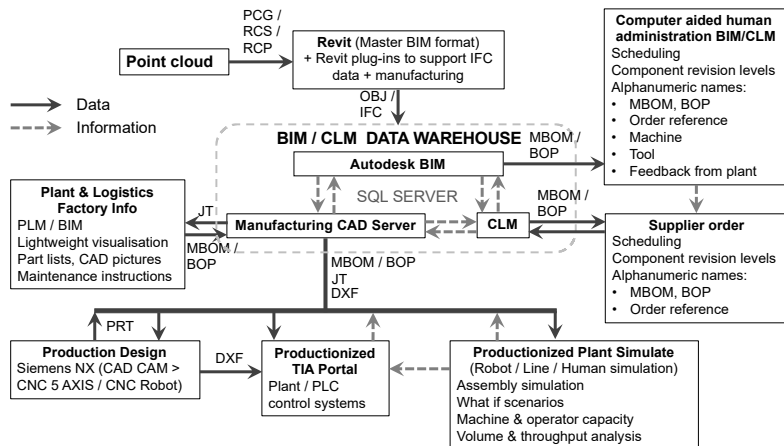 PCG /
RCS /
RCP
Point cloud
Revit (Master BIM format)
+ Revit plug-ins to support IFC
data + manufacturing
Computer aided human
administration BIM/CLM
Scheduling
Component revision levels
Alphanumeric names:
• MBOM, BOP
• Order reference
• Machine
• Tool
• Feedback from plant
Data
Information
OBJ /
IFC
BIM / CLM DATA WAREHOUSE
Autodesk BIM
MBOM /
BOP
SQL SERVER
Manufacturing CAD Server
CLM
MBOM /
BOP
Plant & Logistics
Factory Info
PLM / BIM
Lightweight visualisation
Part lists, CAD pictures
Maintenance instructions
JT
MBOM /
BOP
Supplier order
Scheduling
Component revision levels
Alphanumeric names:
• MBOM, BOP
• Order reference
MBOM / BOP
JT
DXF
PRT
Production Design
Siemens NX (CAD CAM >
CNC 5 AXIS / CNC Robot)
DXF
Productionized
TIA Portal
Plant / PLC
control systems
Productionized Plant Simulate
(Robot / Line / Human simulation)
Assembly simulation
What if scenarios
Machine & operator capacity
Volume & throughput analysis